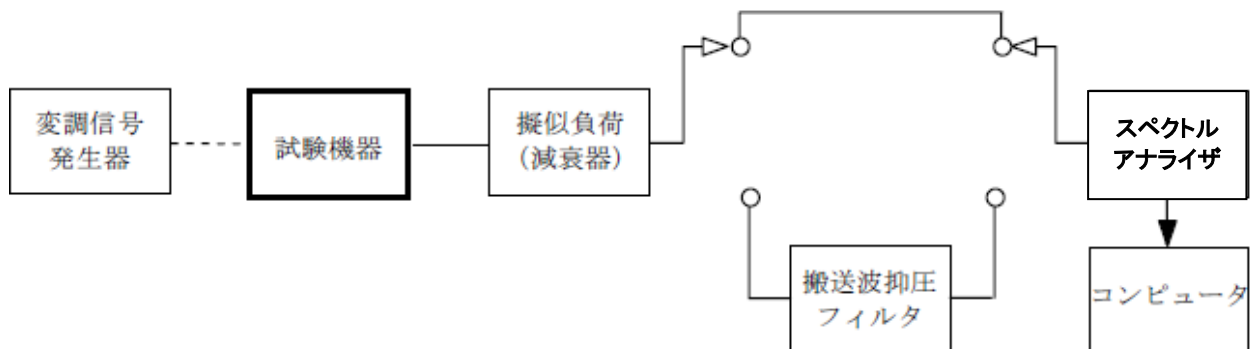 変調信号
発生器
試験機器
擬似負荷
(減衰器)
スペクトル
アナライザ
搬送波抑圧
フィルタ
コンピュータ